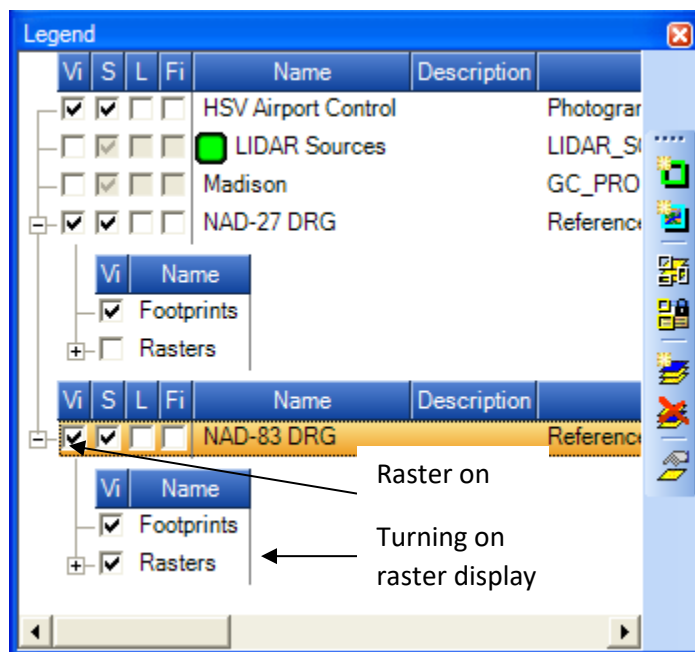 Legend
Vi S L Fi Name Description
HSV Airport Control Photograr
LIDAR Sources LIDAR_S
Madison GC_PRO
NAD-27 DRG Reference
Vi Name
Footprints
Rasters
Vi S L Fi Name Description
NAD-83 DRG Reference
Raster on
Vi Name
Footprints
Turning on
Rasters
raster display